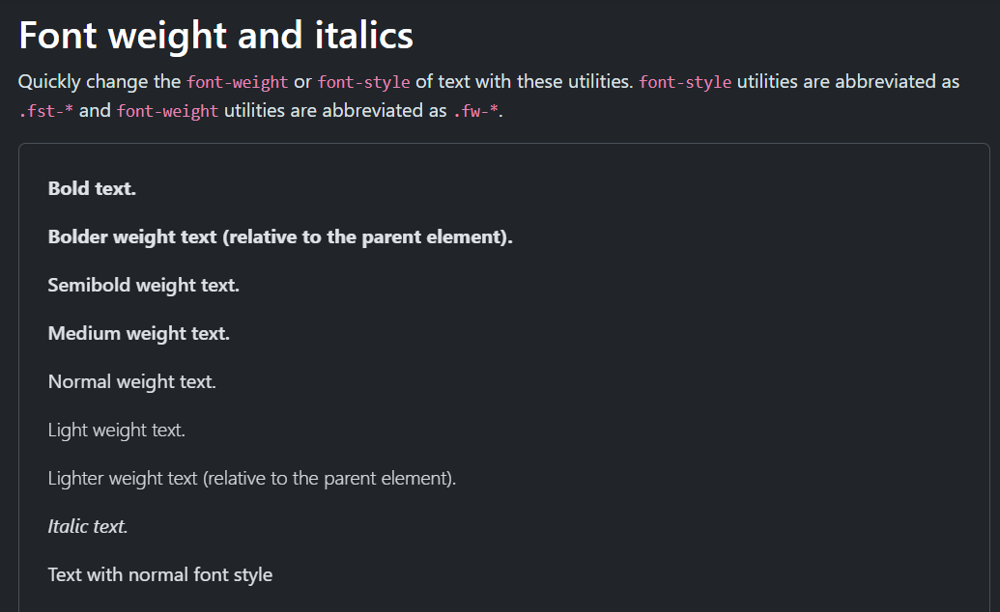 Font weight and italics
Quickly change the font-weight or font-style of text with these utilities. font-style utilities are abbreviated as
.fst-* and font-weight utilities are abbreviated as .fw-*.
Bold text.
Bolder weight text (relative to the parent element).
Semibold weight text.
Medium weight text.
Normal weight text.
Light weight text.
Lighter weight text (relative to the parent element).
Italic text.
Text with normal font style